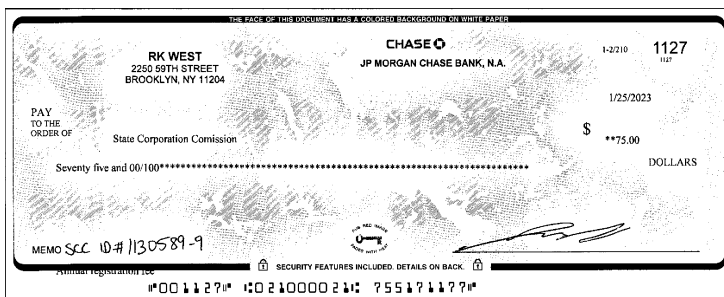 THE FACE OF THIS DOCUMENT HAS A COLORED BACKGROUND ON WHITE PAPER
RK WEST
2250 59TH STREET
BROOKLYN, NY 11204
CHASE
JP MORGAN CHASE BANK, N.A.
1-2/210
1127
1127
1/25/2023
PAY
TO THE
ORDER OF
State Corporation Comission
$
**75.00
Seventy five and 00/100
DOLLARS
MEMO SCC ID# 1130589-9
Annual registration fee
SECURITY FEATURES INCLUDED. DETAILS ON BACK.
⑈001127⑈ ⑆021000021⑆ 755171177⑈